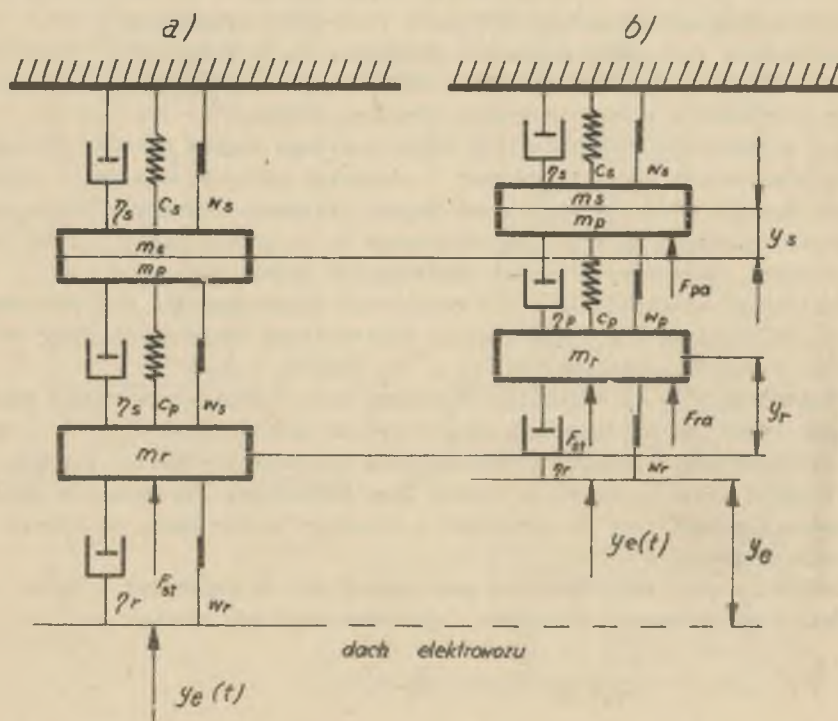 a)
ηs cs ws
ms
mp
ηs cp ws
mr
ηr Fst wr
ye (t)
b)
ηs cs ws
ms
mp
ys
Fpa
ηp cp wp
mr
yr
Fst Fra
ηr wr
ye(t)
ye
dach elektrowozu